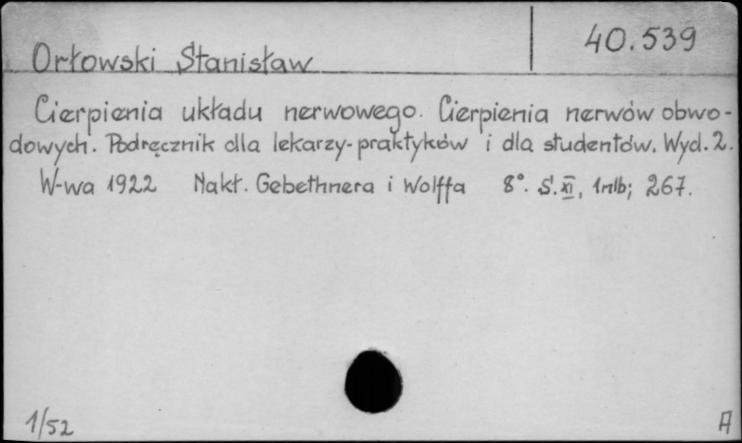 40.539
Orłowski Stanisław
Cierpienia układu nerwowego. Cierpienia nerwów obwo-
dowych. Podręcznik dla lekarzy-praktyków i dla studentów. Wyd. 2.
W-wa 1922 Nakł. Gebethnera i Wolffa 8°. S. XI, 1nlb; 267.
1/52 A